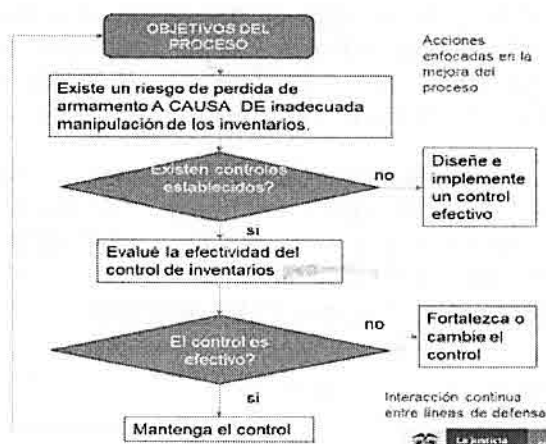 OBJETIVOS DEL
PROCESO
Acciones
enfocadas en la
mejora del
proceso
Existe un riesgo de perdida de
armamento A CAUSA DE inadecuada
manipulación de los inventarios.
Existen controles
establecidos?
no
Diseñe e
implemente
un control
efectivo
si
Evalué la efectividad del
control de inventarios
El control es
efectivo?
no
Fortalezca o
cambie el
control
si
Mantenga el control
Interacción continua
entre líneas de defensa
La justicia